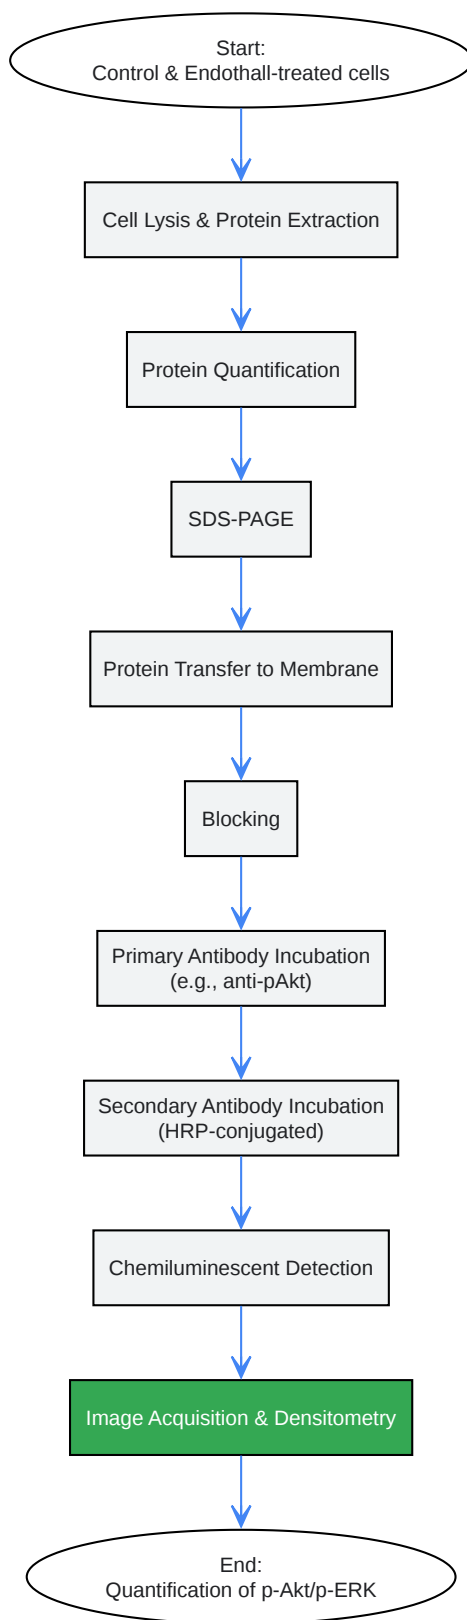 Start:
Control & Endothall-treated cells
Cell Lysis & Protein Extraction
Protein Quantification
SDS-PAGE
Protein Transfer to Membrane
Blocking
Primary Antibody Incubation
(e.g., anti-pAkt)
Secondary Antibody Incubation
(HRP-conjugated)
Chemiluminescent Detection
Image Acquisition & Densitometry
End:
Quantification of p-Akt/p-ERK